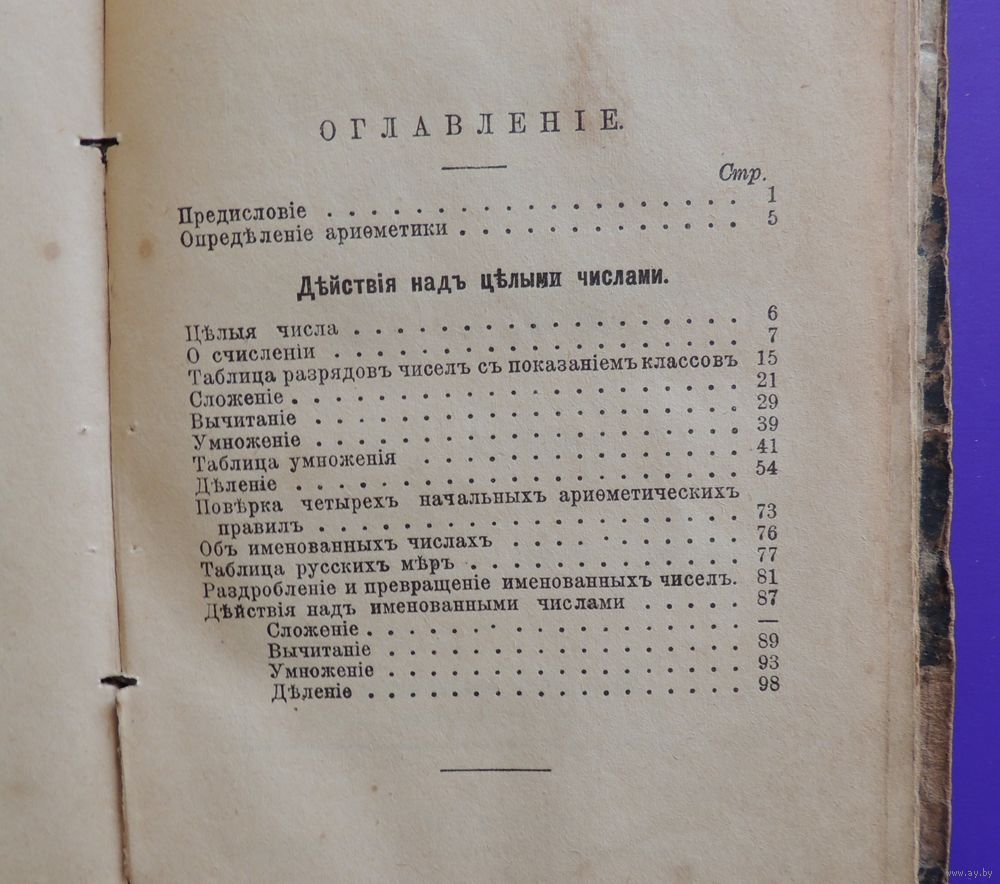 ОГЛАВЛЕНІЕ.
Стр.
Предисловіе . . . . . . . . . . . . . . . . . . 1
Опредѣленіе ариѳметики . . . . . . . . . . . . 5
Дѣйствія надъ цѣлыми числами.
Цѣлыя числа . . . . . . . . . . . . . . . . . 6
О счисленіи . . . . . . . . . . . . . . . . . . 7
Таблица разрядовъ чиселъ съ показаніемъ классовъ 15
Сложеніе . . . . . . . . . . . . . . . . . . . . 21
Вычитаніе . . . . . . . . . . . . . . . . . . . 29
Умноженіе . . . . . . . . . . . . . . . . . . . 39
Таблица умноженія . . . . . . . . . . . . . . 41
Дѣленіе . . . . . . . . . . . . . . . . . . . . 54
Повѣрка четырехъ начальныхъ ариѳметическихъ
правилъ . . . . . . . . . . . . . . . . . . . 73
Объ именованныхъ числахъ . . . . . . . . . . 76
Таблица русскихъ мѣръ . . . . . . . . . . . . 77
Раздробленіе и превращеніе именованныхъ чиселъ. 81
Дѣйствія надъ именованными числами . . . . . 87
Сложеніе . . . . . . . . . . . . . . . . . —
Вычитаніе . . . . . . . . . . . . . . . . 89
Умноженіе . . . . . . . . . . . . . . . . 93
Дѣленіе . . . . . . . . . . . . . . . . . 98
www.ay.by